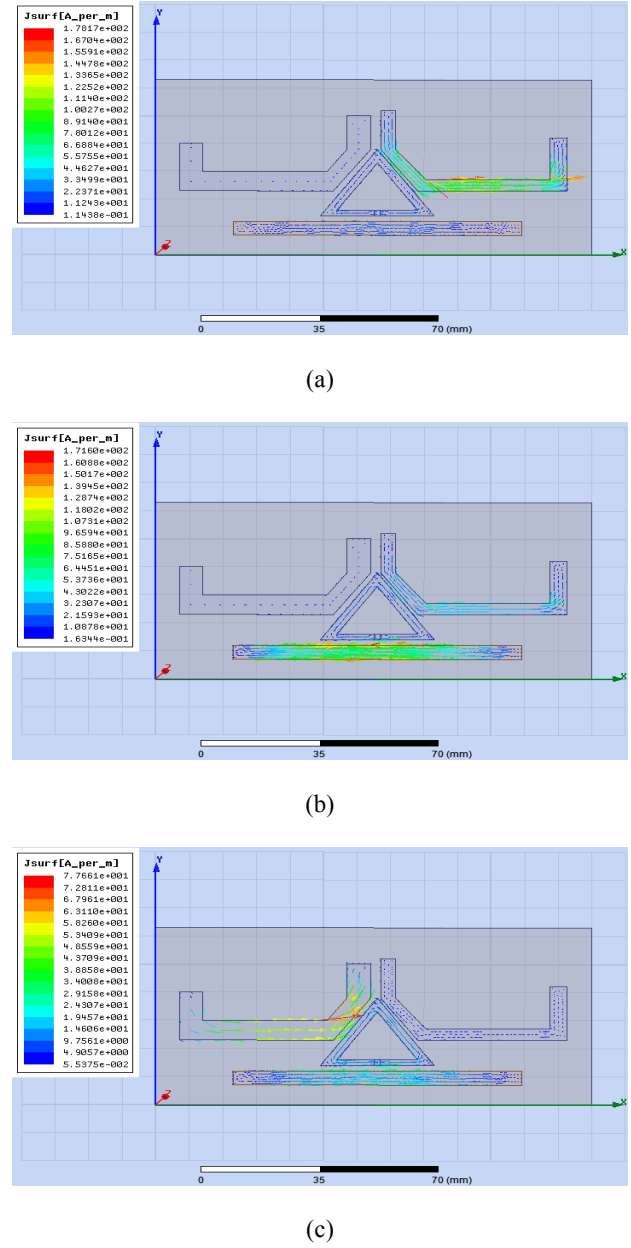 Jsurf[A_per_m]
1.7817e+002
1.6704e+002
1.5591e+002
1.4478e+002
1.3365e+002
1.2252e+002
1.1140e+002
1.0027e+002
8.9140e+001
7.8012e+001
6.6884e+001
5.5755e+001
4.4627e+001
3.3499e+001
2.2371e+001
1.1243e+001
1.1438e-001
Y
Z
X
0 35 70 (mm)
(a)
Jsurf[A_per_m]
1.7160e+002
1.6088e+002
1.5017e+002
1.3945e+002
1.2874e+002
1.1802e+002
1.0731e+002
9.6594e+001
8.5880e+001
7.5165e+001
6.4451e+001
5.3736e+001
4.3022e+001
3.2307e+001
2.1593e+001
1.0878e+001
1.6344e-001
Y
Z
X
0 35 70 (mm)
(b)
Jsurf[A_per_m]
7.7661e+001
7.2811e+001
6.7961e+001
6.3110e+001
5.8260e+001
5.3409e+001
4.8559e+001
4.3709e+001
3.8858e+001
3.4008e+001
2.9158e+001
2.4307e+001
1.9457e+001
1.4606e+001
9.7561e+000
4.9057e+000
5.5375e-002
Y
Z
X
0 35 70 (mm)
(c)